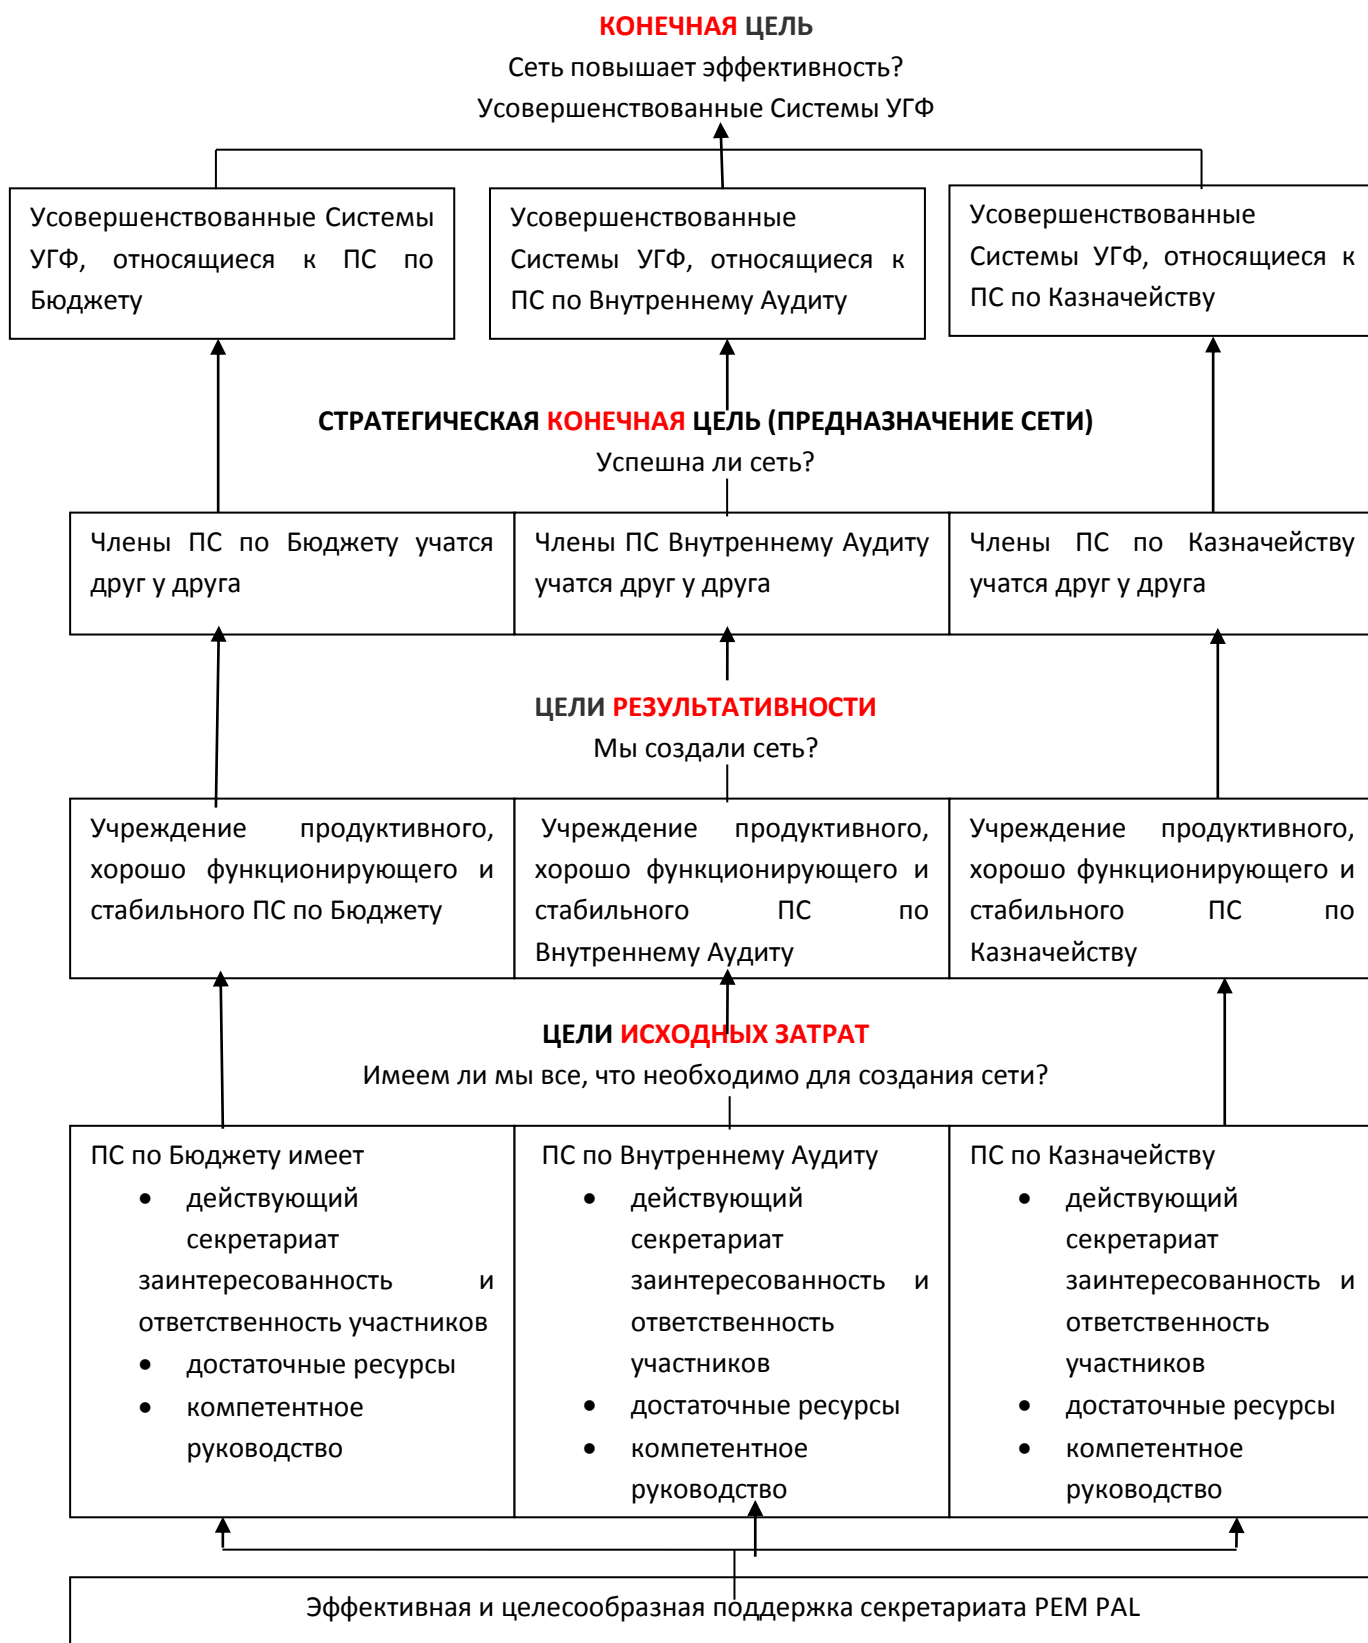 КОНЕЧНАЯ ЦЕЛЬ
Сеть повышает эффективность?
Усовершенствованные Системы УГФ
Усовершенствованные Системы
УГФ, относящиеся к ПС по
Бюджету
Усовершенствованные
Системы УГФ, относящиеся к
ПС по Внутреннему Аудиту
Усовершенствованные
Системы УГФ, относящиеся к
ПС по Казначейству
СТРАТЕГИЧЕСКАЯ КОНЕЧНАЯ ЦЕЛЬ (ПРЕДНАЗНАЧЕНИЕ СЕТИ)
Успешна ли сеть?
Члены ПС по Бюджету учатся
друг у друга
Члены ПС Внутреннему Аудиту
учатся друг у друга
Члены ПС по Казначейству
учатся друг у друга
ЦЕЛИ РЕЗУЛЬТАТИВНОСТИ
Мы создали сеть?
Учреждение продуктивного,
хорошо функционирующего и
стабильного ПС по Бюджету
Учреждение продуктивного,
хорошо функционирующего и
стабильного ПС по
Внутреннему Аудиту
Учреждение продуктивного,
хорошо функционирующего и
стабильного ПС по
Казначейству
ЦЕЛИ ИСХОДНЫХ ЗАТРАТ
Имеем ли мы все, что необходимо для создания сети?
ПС по Бюджету имеет
• действующий
секретариат
заинтересованность и
ответственность участников
• достаточные ресурсы
• компетентное
руководство
ПС по Внутреннему Аудиту
• действующий
секретариат
заинтересованность и
ответственность
участников
• достаточные ресурсы
• компетентное
руководство
ПС по Казначейству
• действующий
секретариат
заинтересованность и
ответственность
участников
• достаточные ресурсы
• компетентное
руководство
Эффективная и целесообразная поддержка секретариата PEM PAL